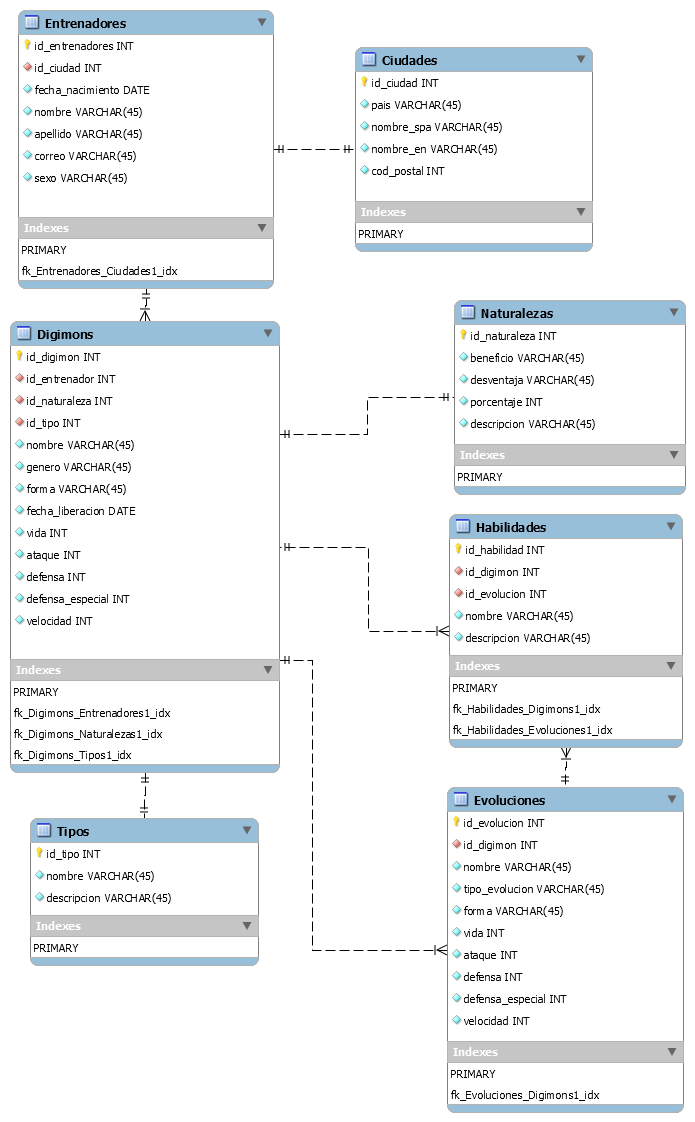 Entrenadores
id_entrenadores INT
id_ciudad INT
fecha_nacimiento DATE
nombre VARCHAR(45)
apellido VARCHAR(45)
correo VARCHAR(45)
sexo VARCHAR(45)
Indexes
PRIMARY
fk_Entrenadores_Ciudades1_idx
Ciudades
id_ciudad INT
pais VARCHAR(45)
nombre_spa VARCHAR(45)
nombre_en VARCHAR(45)
cod_postal INT
Indexes
PRIMARY
Digimons
id_digimon INT
id_entrenador INT
id_naturaleza INT
id_tipo INT
nombre VARCHAR(45)
genero VARCHAR(45)
forma VARCHAR(45)
fecha_liberacion DATE
vida INT
ataque INT
defensa INT
defensa_especial INT
velocidad INT
Indexes
PRIMARY
fk_Digimons_Entrenadores1_idx
fk_Digimons_Naturalezas1_idx
fk_Digimons_Tipos1_idx
Naturalezas
id_naturaleza INT
beneficio VARCHAR(45)
desventaja VARCHAR(45)
porcentaje INT
descripcion VARCHAR(45)
Indexes
PRIMARY
Habilidades
id_habilidad INT
id_digimon INT
id_evolucion INT
nombre VARCHAR(45)
descripcion VARCHAR(45)
Indexes
PRIMARY
fk_Habilidades_Digimons1_idx
fk_Habilidades_Evoluciones1_idx
Tipos
id_tipo INT
nombre VARCHAR(45)
descripcion VARCHAR(45)
Indexes
PRIMARY
Evoluciones
id_evolucion INT
id_digimon INT
nombre VARCHAR(45)
tipo_evolucion VARCHAR(45)
forma VARCHAR(45)
vida INT
ataque INT
defensa INT
defensa_especial INT
velocidad INT
Indexes
PRIMARY
fk_Evoluciones_Digimons1_idx